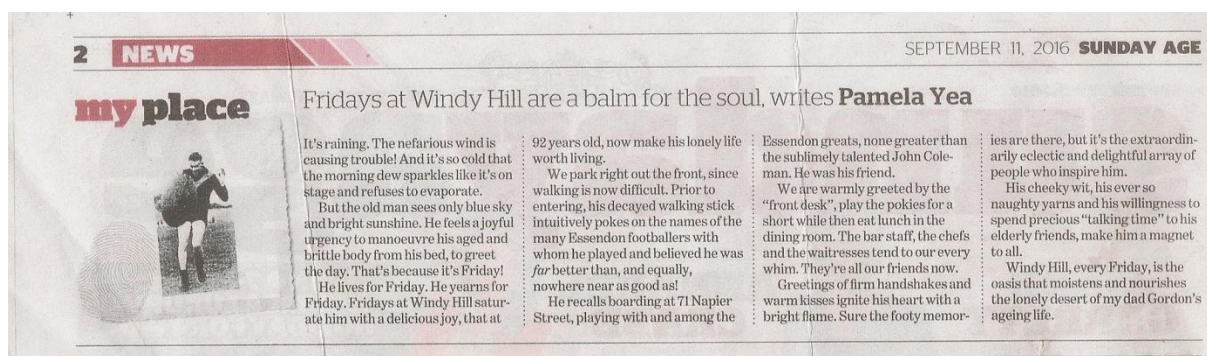 2 NEWS
SEPTEMBER 11, 2016 SUNDAY AGE
my place
Fridays at Windy Hill are a balm for the soul, writes Pamela Yea
It's raining. The nefarious wind is
causing trouble! And it's so cold that
the morning dew sparkles like it's on
stage and refuses to evaporate.
But the old man sees only blue sky
and bright sunshine. He feels a joyful
urgency to manoeuvre his aged and
brittle body from his bed, to greet
the day. That's because it's Friday!
He lives for Friday. He yearns for
Friday. Fridays at Windy Hill satur-
ate him with a delicious joy, that at
92 years old, now make his lonely life
worth living.
We park right out the front, since
walking is now difficult. Prior to
entering, his decayed walking stick
intuitively pokes on the names of the
many Essendon footballers with
whom he played and believed he was
far better than, and equally,
nowhere near as good as!
He recalls boarding at 71 Napier
Street, playing with and among the
Essendon greats, none greater than
the sublimely talented John Cole-
man. He was his friend.
We are warmly greeted by the
"front desk", play the pokies for a
short while then eat lunch in the
dining room. The bar staff, the chefs
and the waitresses tend to our every
whim. They're all our friends now.
Greetings of firm handshakes and
warm kisses ignite his heart with a
bright flame. Sure the footy memor-
ies are there, but it's the extraordin-
arily eclectic and delightful array of
people who inspire him.
His cheeky wit, his ever so
naughty yarns and his willingness to
spend precious "talking time" to his
elderly friends, make him a magnet
to all.
Windy Hill, every Friday, is the
oasis that moistens and nourishes
the lonely desert of my dad Gordon's
ageing life.